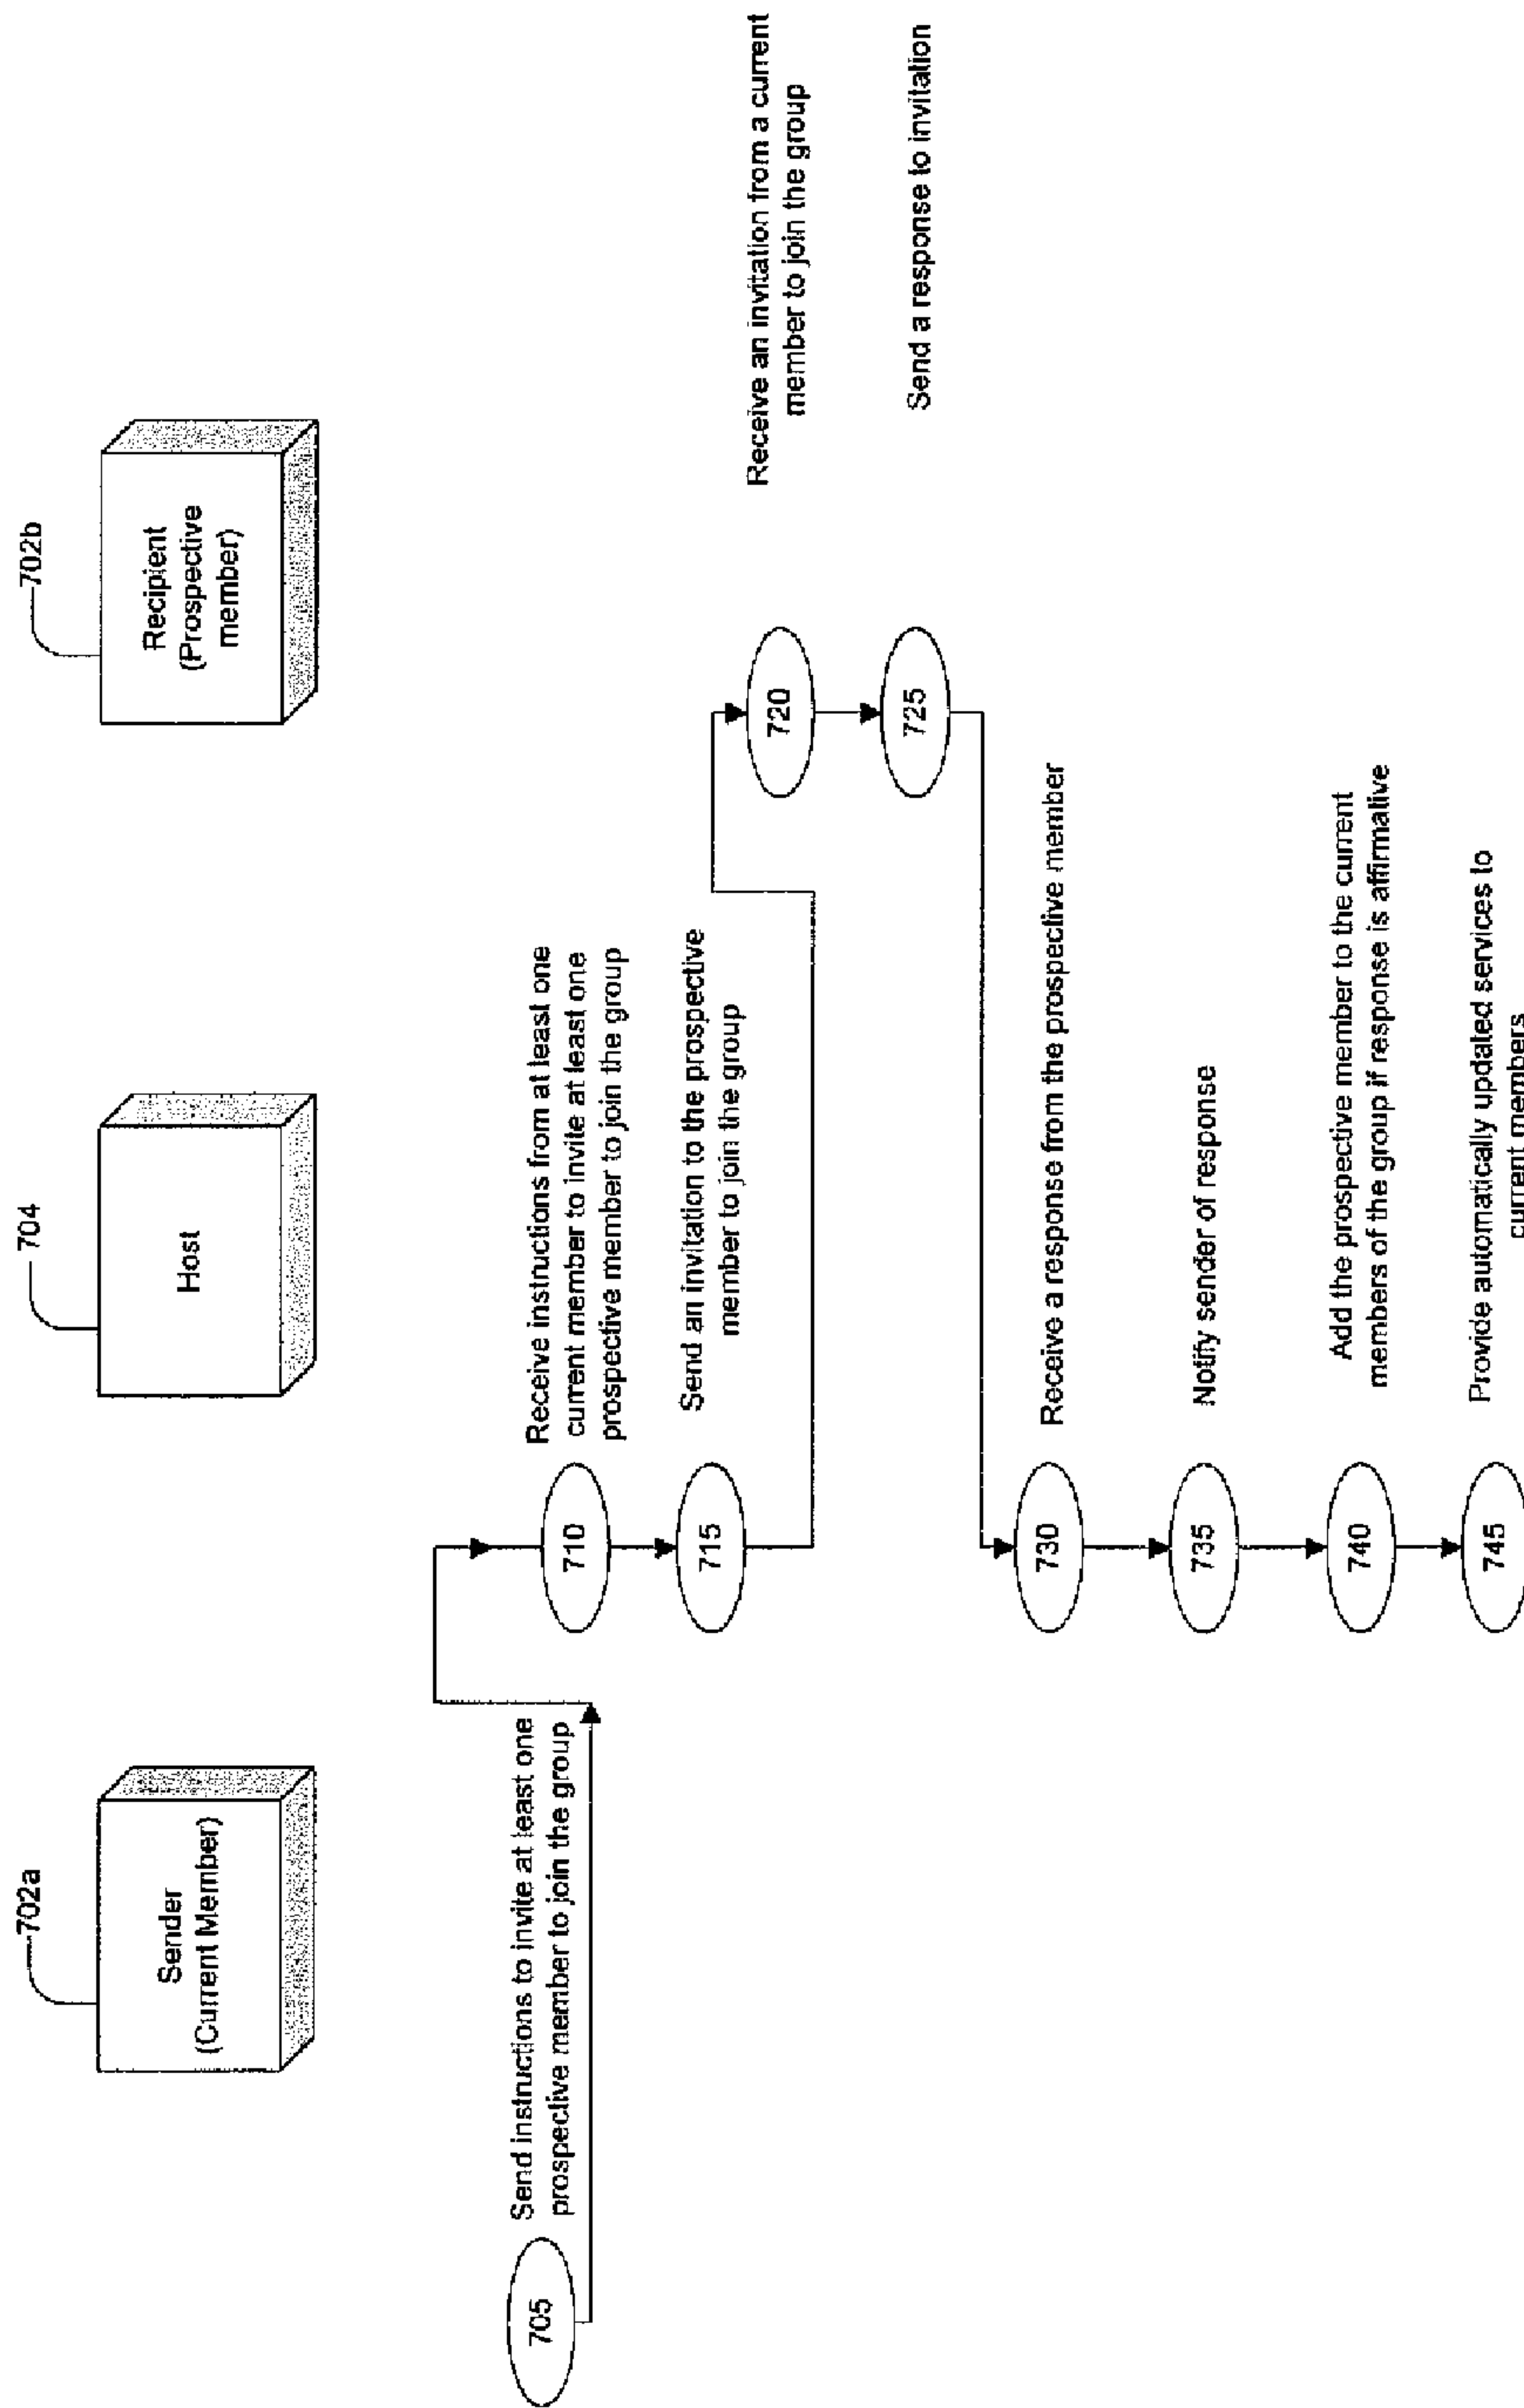 702a
Sender
(Current Member)
704
Host
702b
Recipient
(Prospective
member)
705
Send instructions to invite at least one
prospective member to join the group
710
Receive instructions from at least one
current member to invite at least one
prospective member to join the group
715
Send an invitation to the prospective
member to join the group
720
Receive an invitation from a current
member to join the group
725
Send a response to invitation
730
Receive a response from the prospective member
735
Notify sender of response
740
Add the prospective member to the current
members of the group if response is affirmative
745
Provide automatically updated services to
current members